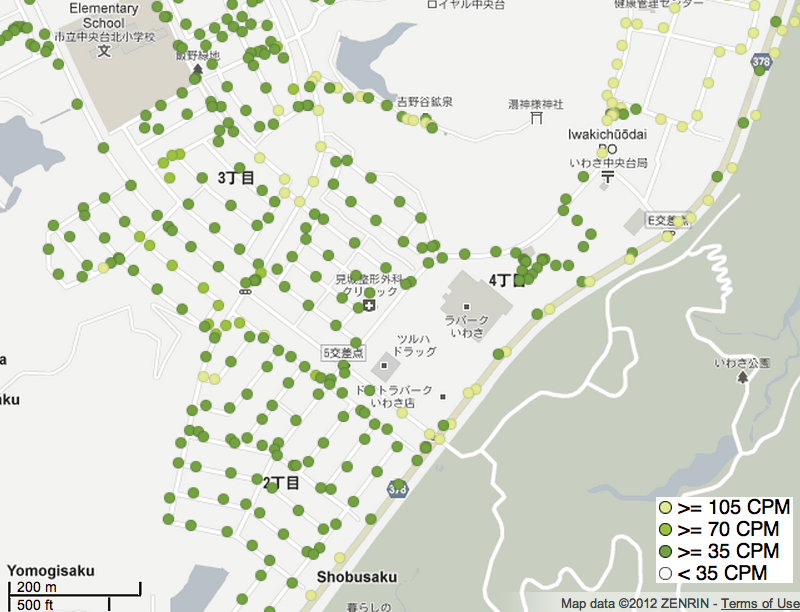 Elementary
School
市立中央台北小学校
文
飯野緑地
ロイヤル中央台
健康管理センター
378
吉野谷鉱泉
湯神様神社
Iwakichūōdai
PO
いわき中央台局
3丁目
E交差点
4丁目
見城整形外科
クリニック
ラパーク
いわき
ツルハ
ドラッグ
5交差点
いわき公園
ラパーク
いわき店
a
aku
2丁目
378
>= 105 CPM
>= 70 CPM
>= 35 CPM
< 35 CPM
Yomogisaku
200 m
500 ft
Shobusaku
暮らしの
Map data ©2012 ZENRIN - Terms of Use